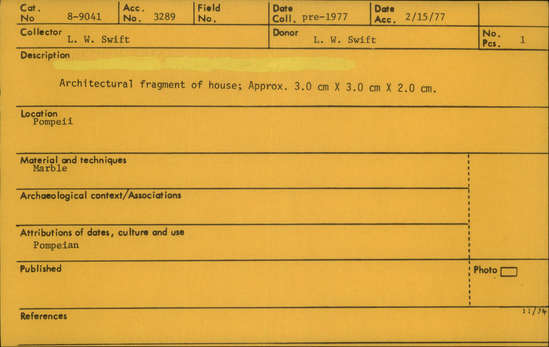 Cat. No 8-9041 Acc. No. 3289 Field No. Date Coll. pre-1977 Date Acc. 2/15/77
Collector L. W. Swift Donor L. W. Swift No. Pcs. 1
Description
Architectural fragment of house; Approx. 3.0 cm X 3.0 cm X 2.0 cm.
Location
Pompeii
Material and techniques
Marble
Archaeological context/Associations
Attributions of dates, culture and use
Pompeian
Published Photo
References 11/74